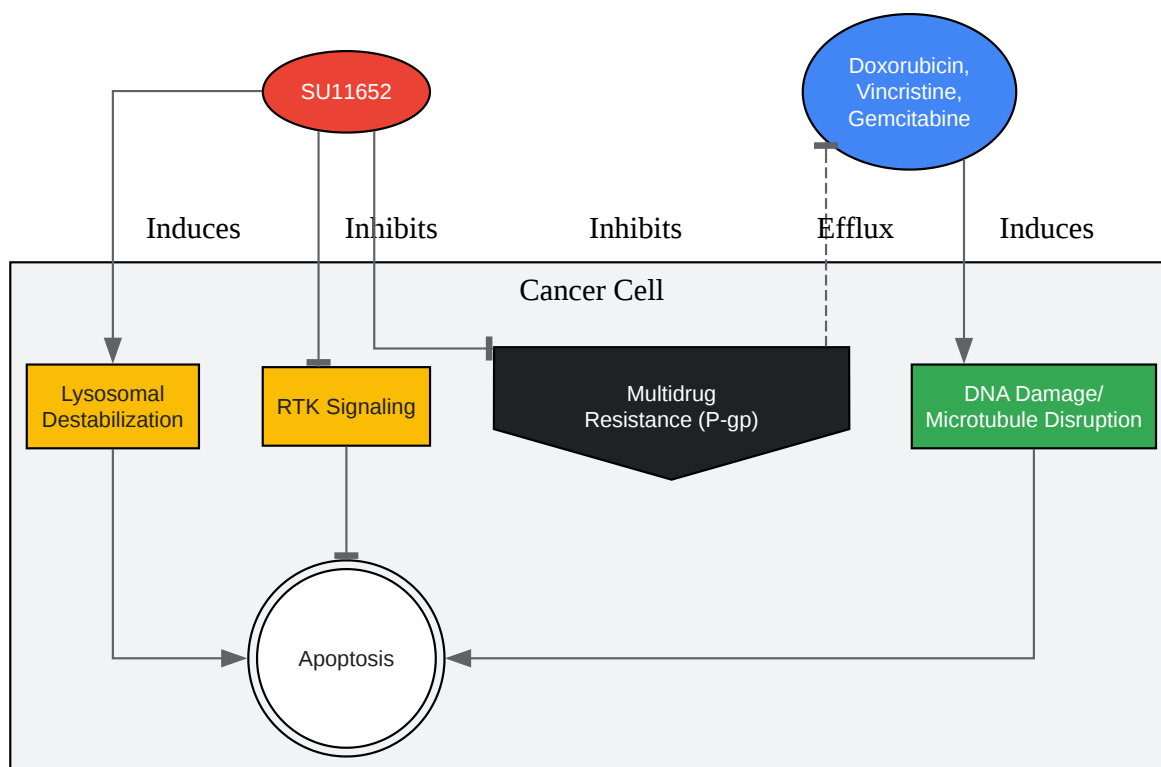 SU11652
Doxorubicin,
Vincristine,
Gemcitabine
Induces
Inhibits
Inhibits
Efflux
Induces
Cancer Cell
Lysosomal
Destabilization
RTK Signaling
Multidrug
Resistance (P-gp)
DNA Damage/
Microtubule Disruption
Apoptosis